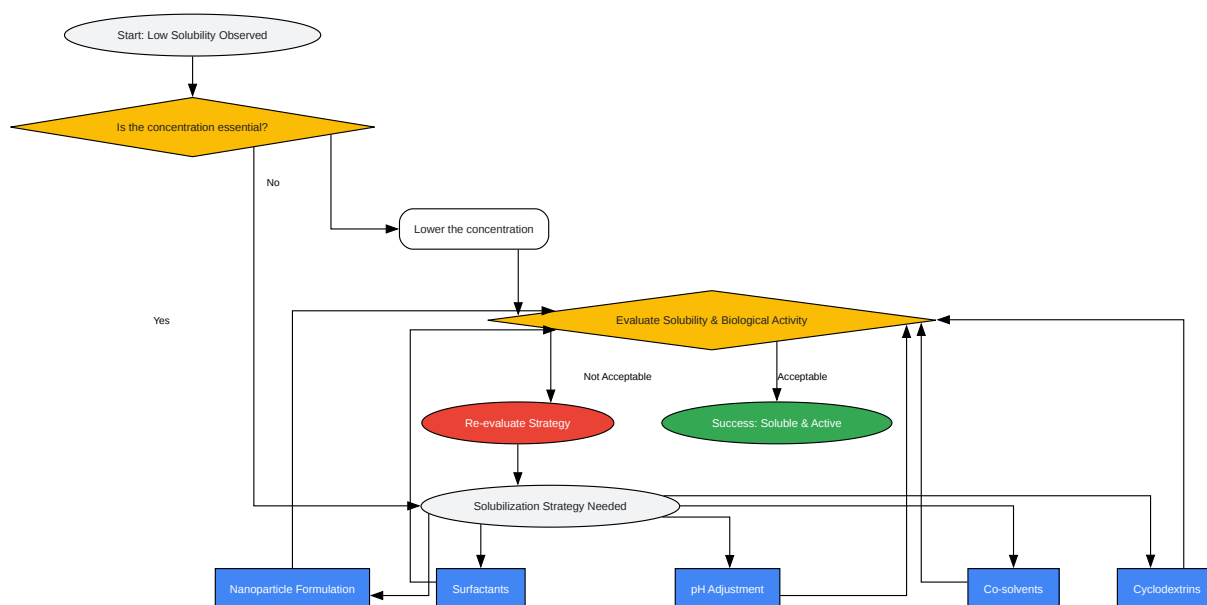 Start: Low Solubility Observed
Is the concentration essential?
No
Lower the concentration
Yes
Evaluate Solubility & Biological Activity
Not Acceptable
Acceptable
Re-evaluate Strategy
Success: Soluble & Active
Solubilization Strategy Needed
Nanoparticle Formulation
Surfactants
pH Adjustment
Co-solvents
Cyclodextrins